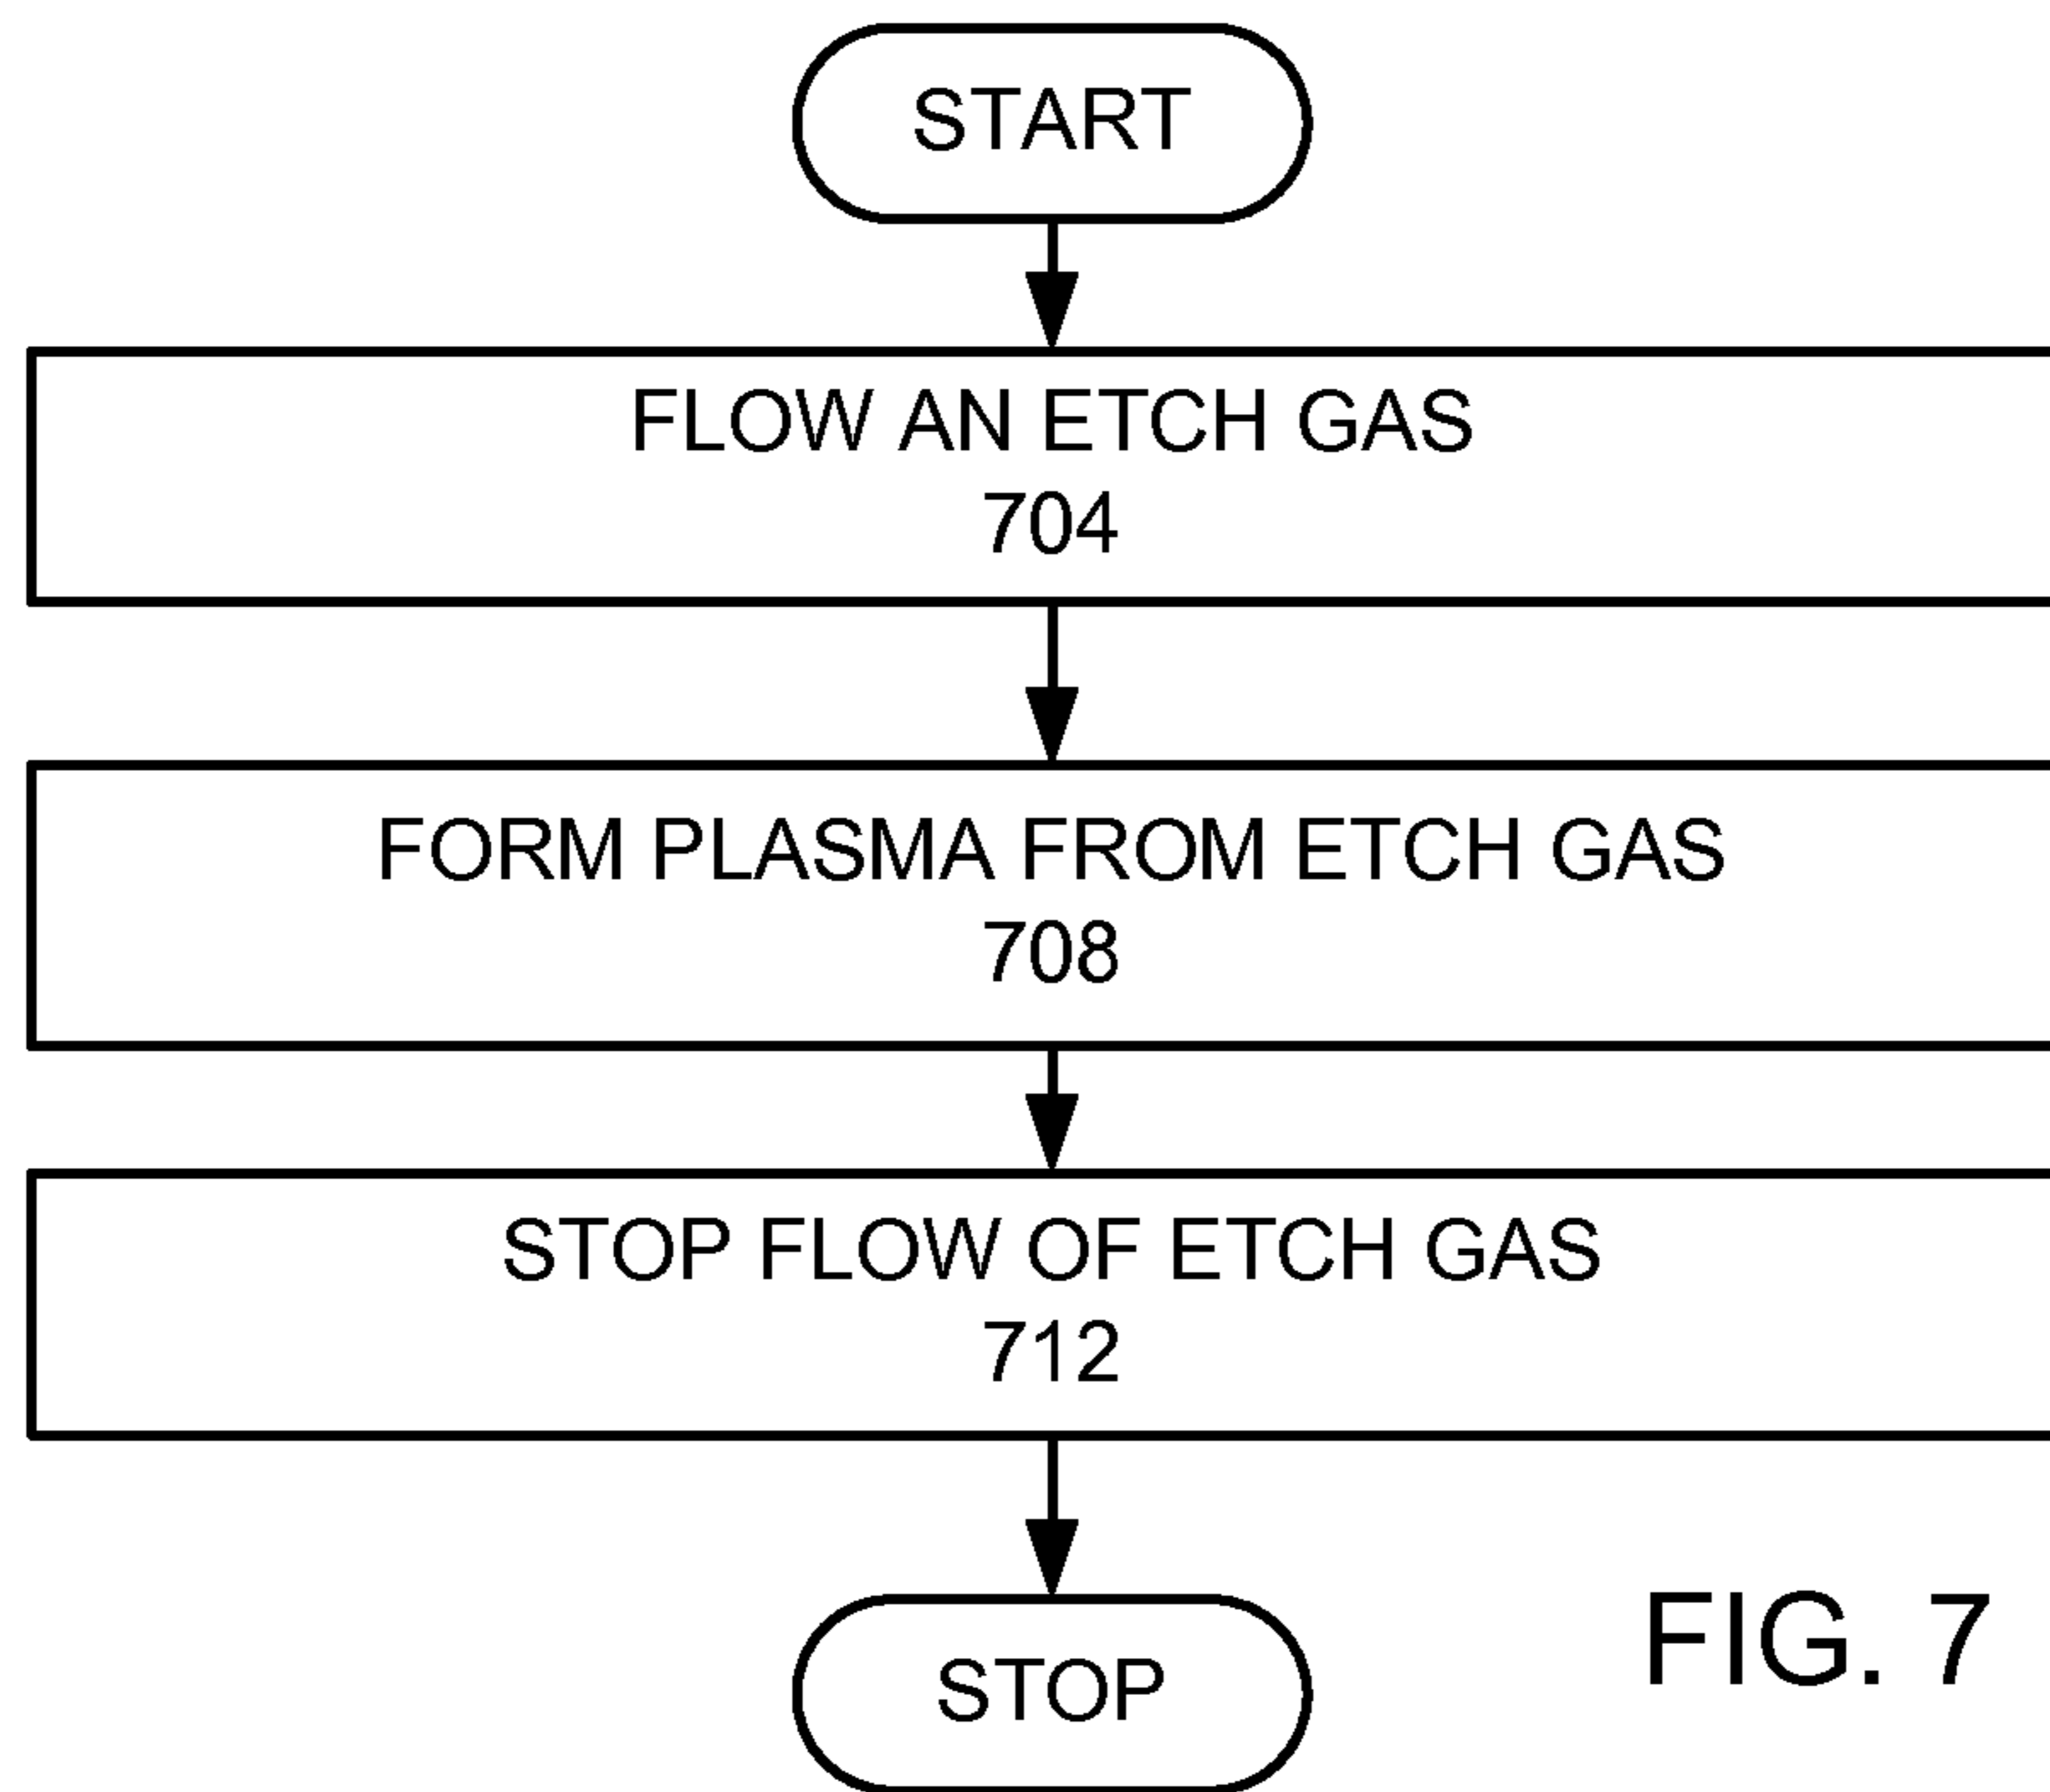 START
FLOW AN ETCH GAS
704
FORM PLASMA FROM ETCH GAS
708
STOP FLOW OF ETCH GAS
712
STOP
FIG. 7